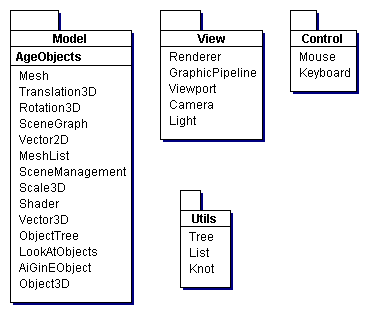 Model
AgeObjects
Mesh
Translation3D
Rotation3D
SceneGraph
Vector2D
MeshList
SceneManagement
Scale3D
Shader
Vector3D
ObjectTree
LookAtObjects
AiGinEObject
Object3D
View
Renderer
GraphicPipeline
Viewport
Camera
Light
Control
Mouse
Keyboard
Utils
Tree
List
Knot